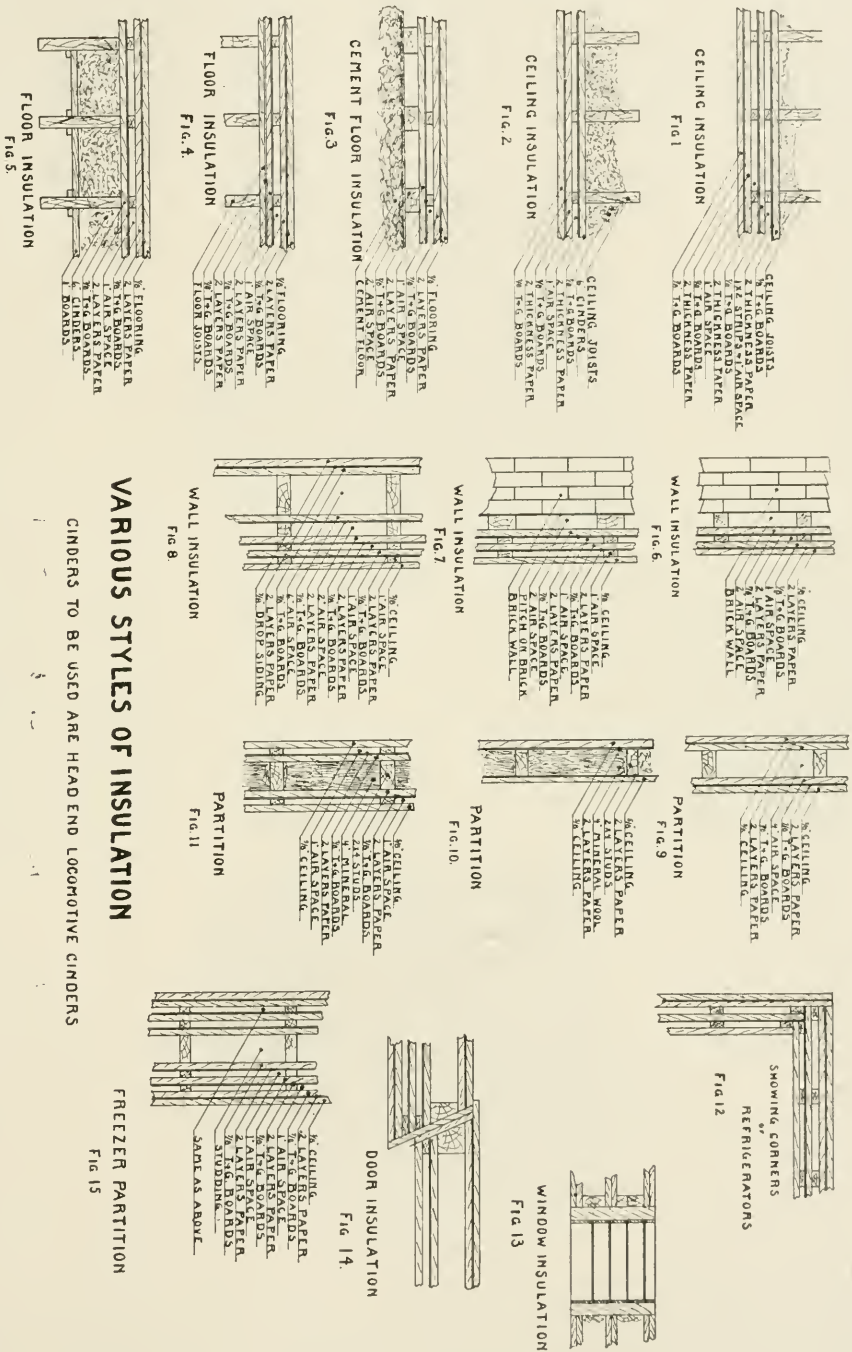 CEILING JOISTS
7/8" T+G BOARDS
2 THICKNESS PAPER
1X2 STRIPS + 1" AIR SPACE
7/8" T+G BOARDS
2 THICKNESS PAPER
1" AIR SPACE
7/8" T+G BOARDS
2 THICKNESS PAPER
7/8 T+G BOARDS
CEILING INSULATION
FIG 1
CEILING JOISTS
6" CINDERS
7/8" T+G BOARDS
2 THICKNESS PAPER
1" AIR SPACE
7/8" T+G BOARDS
2 THICKNESS PAPER
7/8" T+G BOARDS
CEILING INSULATION
FIG. 2.
7/8" FLOORING
2 LAYERS PAPER
7/8" T+G BOARDS
1" AIR SPACE
2 LAYERS PAPER
7/8" T+G BOARDS
2" AIR SPACE
CEMENT FLOOR
CEMENT FLOOR INSULATION
FIG. 3
7/8" FLOORING
2 LAYERS PAPER
7/8 T+G BOARDS
1" AIR SPACE
2 LAYERS PAPER
7/8" T+G BOARDS
2 LAYERS PAPER
7/8" T+G BOARDS
FLOOR JOISTS
FLOOR INSULATION
FIG. 4.
7/8" FLOORING
2 LAYERS PAPER
7/8 T+G BOARDS
1" AIR SPACE
2 LAYERS PAPER
7/8 T+G BOARDS
6" CINDERS
1" BOARDS
FLOOR INSULATION
FIG 5.
7/8" CEILING
2 LAYERS PAPER
7/8" T+G BOARDS
1" AIR SPACE
2 LAYERS PAPER
7/8" T+G BOARDS
2" AIR SPACE
BRICK WALL
WALL INSULATION
FIG. 6.
7/8" CEILING
1" AIR SPACE
2 LAYERS PAPER
7/8" T+G BOARDS
1" AIR SPACE
2 LAYERS PAPER
7/8" T+G BOARDS
2" AIR SPACE
PITCH ON BRICK
BRICK WALL
WALL INSULATION
FIG. 7
7/8" CEILING
1" AIR SPACE
2 LAYERS PAPER
7/8" T+G BOARDS
1" AIR SPACE
2 LAYERS PAPER
7/8" T+G BOARDS
2" AIR SPACE
2 LAYERS PAPER
7/8" T+G BOARDS
AIR SPACE
7/8 T+G BOARDS
2 LAYERS PAPER
7/8" DROP SIDING
WALL INSULATION
FIG 8.
7/8" CEILING
2 LAYERS PAPER
7/8 T+G BOARDS
4" AIR SPACE
7/8" T+G BOARDS
2 LAYERS PAPER
7/8 CEILING
PARTITION
FIG. 9
7/8 CEILING
2 LAYERS PAPER
2X4 STUDS
4" MINERAL WOOL
2 LAYERS PAPER
7/8 CEILING
PARTITION
FIG. 10.
7/8" CEILING
1" AIR SPACE
2 LAYERS PAPER
7/8 T+G BOARDS
2X4 STUDS
4" MINERAL
7/8" T+G BOARDS
2 LAYERS PAPER
1" AIR SPACE
7/8" CEILING
PARTITION
FIG. 11
SHOWING CORNERS
OF
REFRIGERATORS
FIG 12
WINDOW INSULATION
FIG 13
DOOR INSULATION
FIG 14.
7/8" CEILING
2 LAYERS PAPER
7/8" T+G BOARDS
1" AIR SPACE
2 LAYERS PAPER
7/8 T+G BOARDS
1" AIR SPACE
2 LAYERS PAPER
7/8 T+G BOARDS
STUDDING
SAME AS ABOVE
FREEZER PARTITION
FIG 15
VARIOUS STYLES OF INSULATION
CINDERS TO BE USED ARE HEAD END LOCOMOTIVE CINDERS